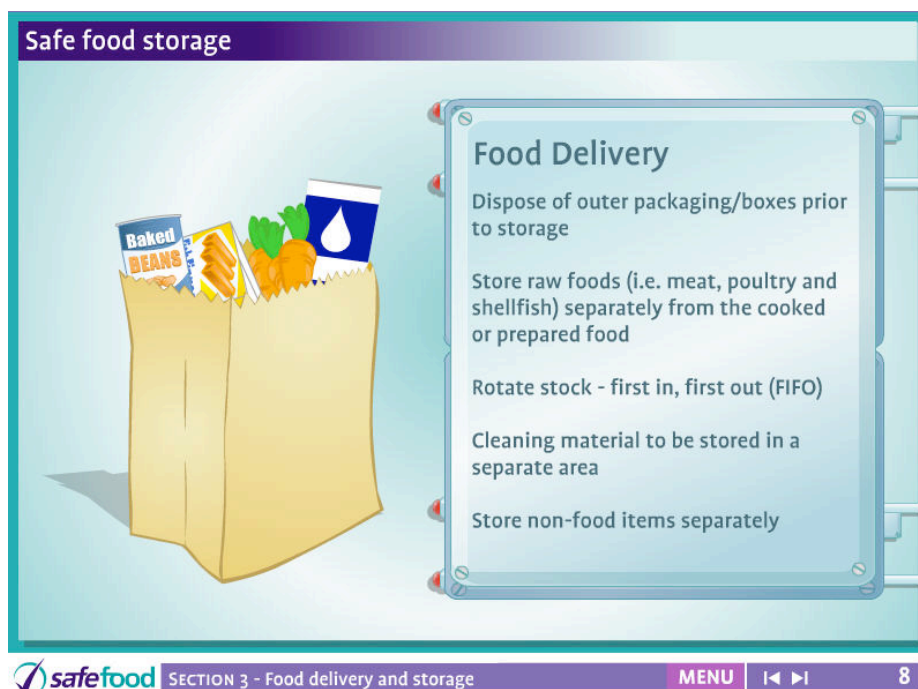 Safe food storage
Baked
BEANS
Food Delivery
Dispose of outer packaging/boxes prior
to storage
Store raw foods (i.e. meat, poultry and
shellfish) separately from the cooked
or prepared food
Rotate stock - first in, first out (FIFO)
Cleaning material to be stored in a
separate area
Store non-food items separately
safefood SECTION 3 - Food delivery and storage MENU 8